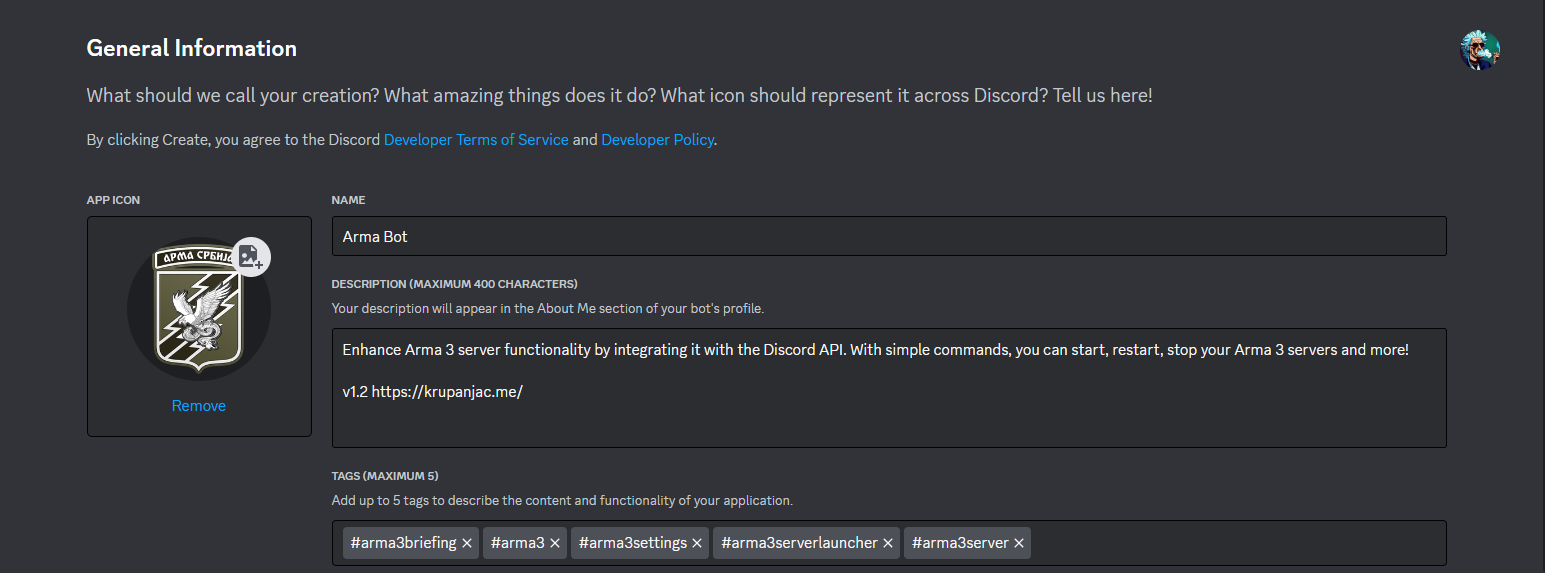 General Information
What should we call your creation? What amazing things does it do? What icon should represent it across Discord? Tell us here!
By clicking Create, you agree to the Discord Developer Terms of Service and Developer Policy.
APP ICON
АРМА СРБИЈА
Remove
NAME
Arma Bot
DESCRIPTION (MAXIMUM 400 CHARACTERS)
Your description will appear in the About Me section of your bot's profile.
Enhance Arma 3 server functionality by integrating it with the Discord API. With simple commands, you can start, restart, stop your Arma 3 servers and more!
v1.2 https://krupanjac.me/
TAGS (MAXIMUM 5)
Add up to 5 tags to describe the content and functionality of your application.
#arma3briefing × #arma3 × #arma3settings × #arma3serverlauncher × #arma3server ×